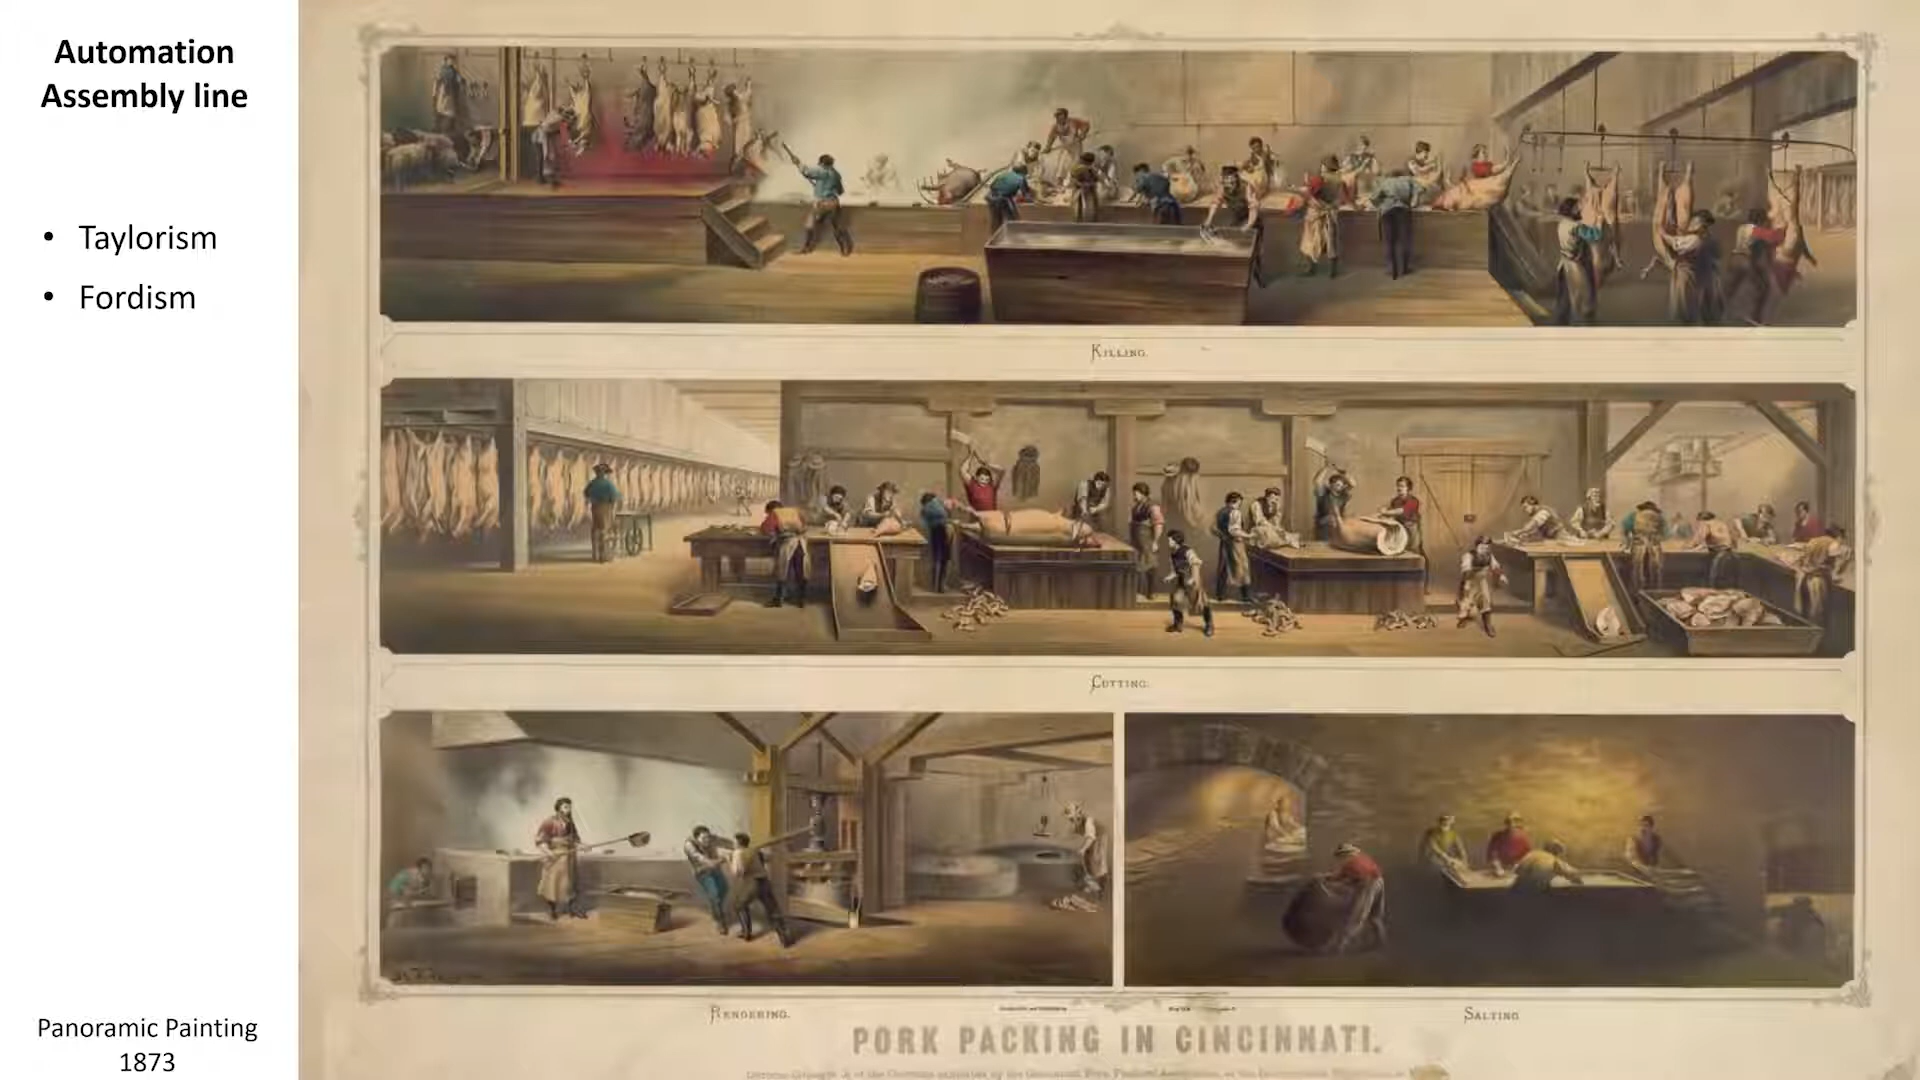 Automation
Assembly line
• Taylorism
• Fordism
Panoramic Painting
1873
KILLING.
CUTTING.
RENDERING.
SALTING
PORK PACKING IN CINCINNATI.